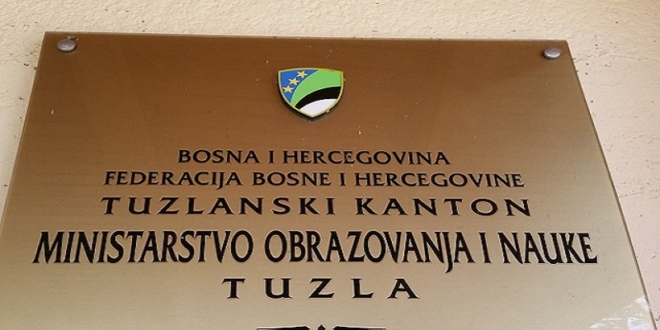 BOSNA I HERCEGOVINA
FEDERACIJA BOSNE I HERCEGOVINE
TUZLANSKI KANTON
MINISTARSTVO OBRAZOVANJA I NAUKE
TUZLA